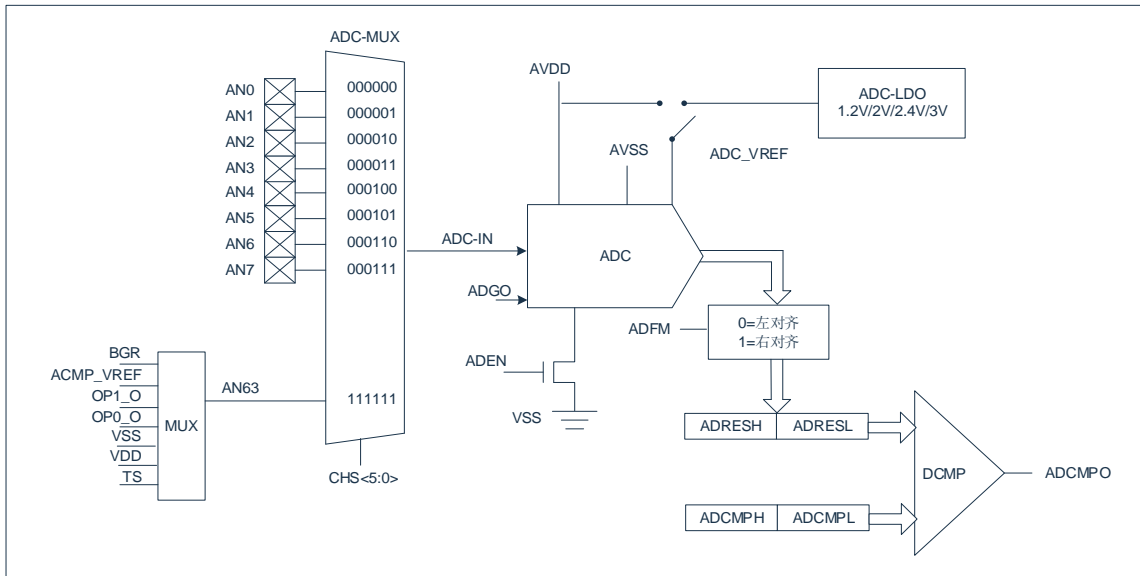 ADC-MUX
AN0
000000
AN1
000001
AN2
000010
AN3
000011
AN4
000100
AN5
000101
AN6
000110
AN7
000111
BGR
ACMP_VREF
OP1_O
OP0_O
VSS
VDD
TS
MUX
AN63
111111
CHS<5:0>
ADC-IN
ADGO
ADEN
VSS
AVDD
AVSS
ADC_VREF
ADC-LDO
1.2V/2V/2.4V/3V
ADC
ADFM
0=左对齐
1=右对齐
ADRESH
ADRESL
ADCMPH
ADCMPL
DCMP
ADCMPO